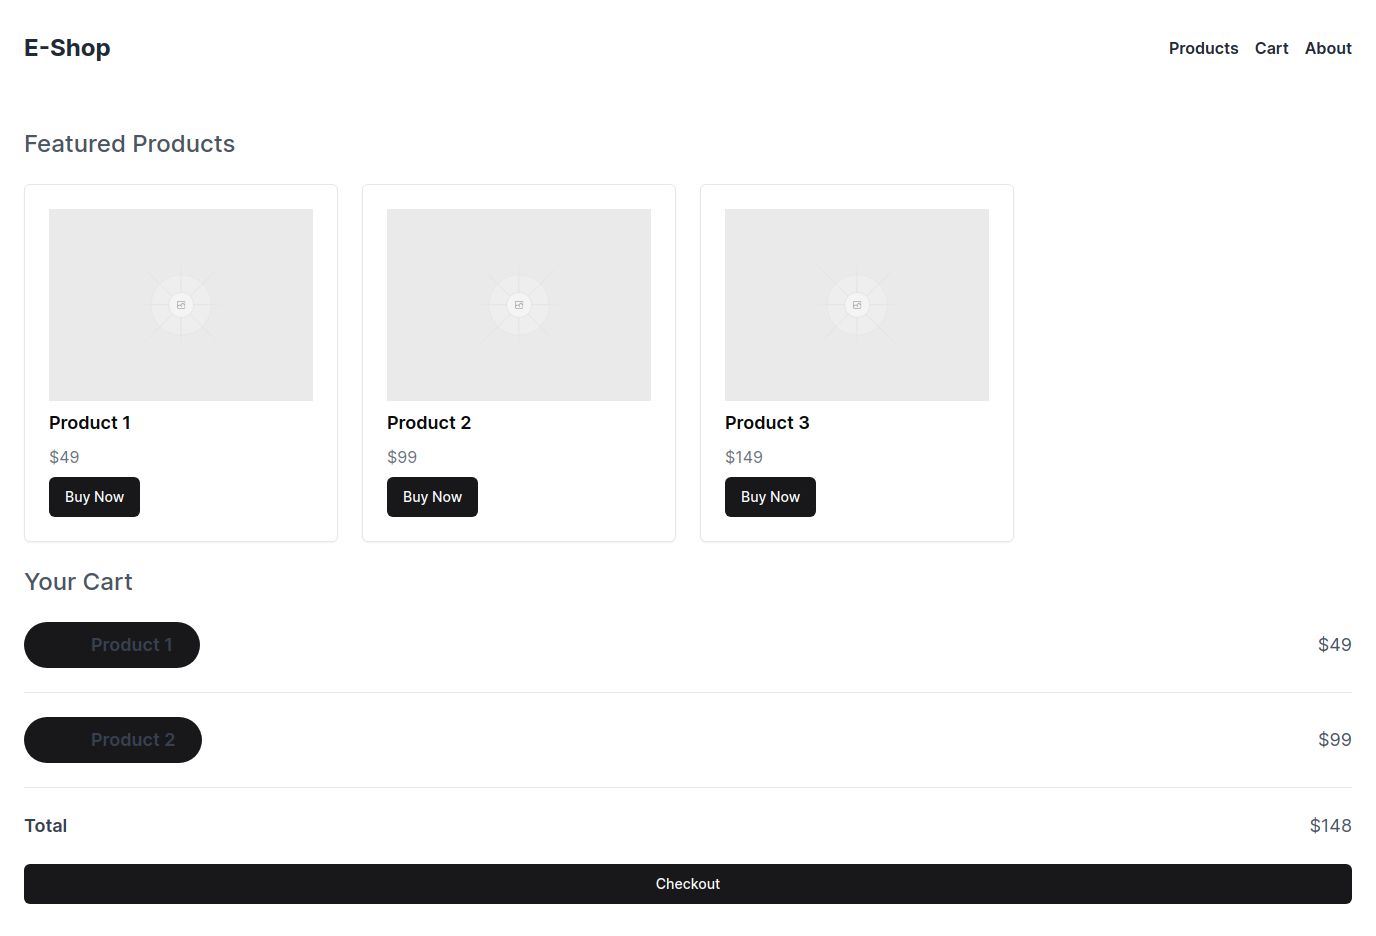 E-Shop
Products Cart About
Featured Products
Product 1
$49
Buy Now
Product 2
$99
Buy Now
Product 3
$149
Buy Now
Your Cart
Product 1 $49
Product 2 $99
Total $148
Checkout